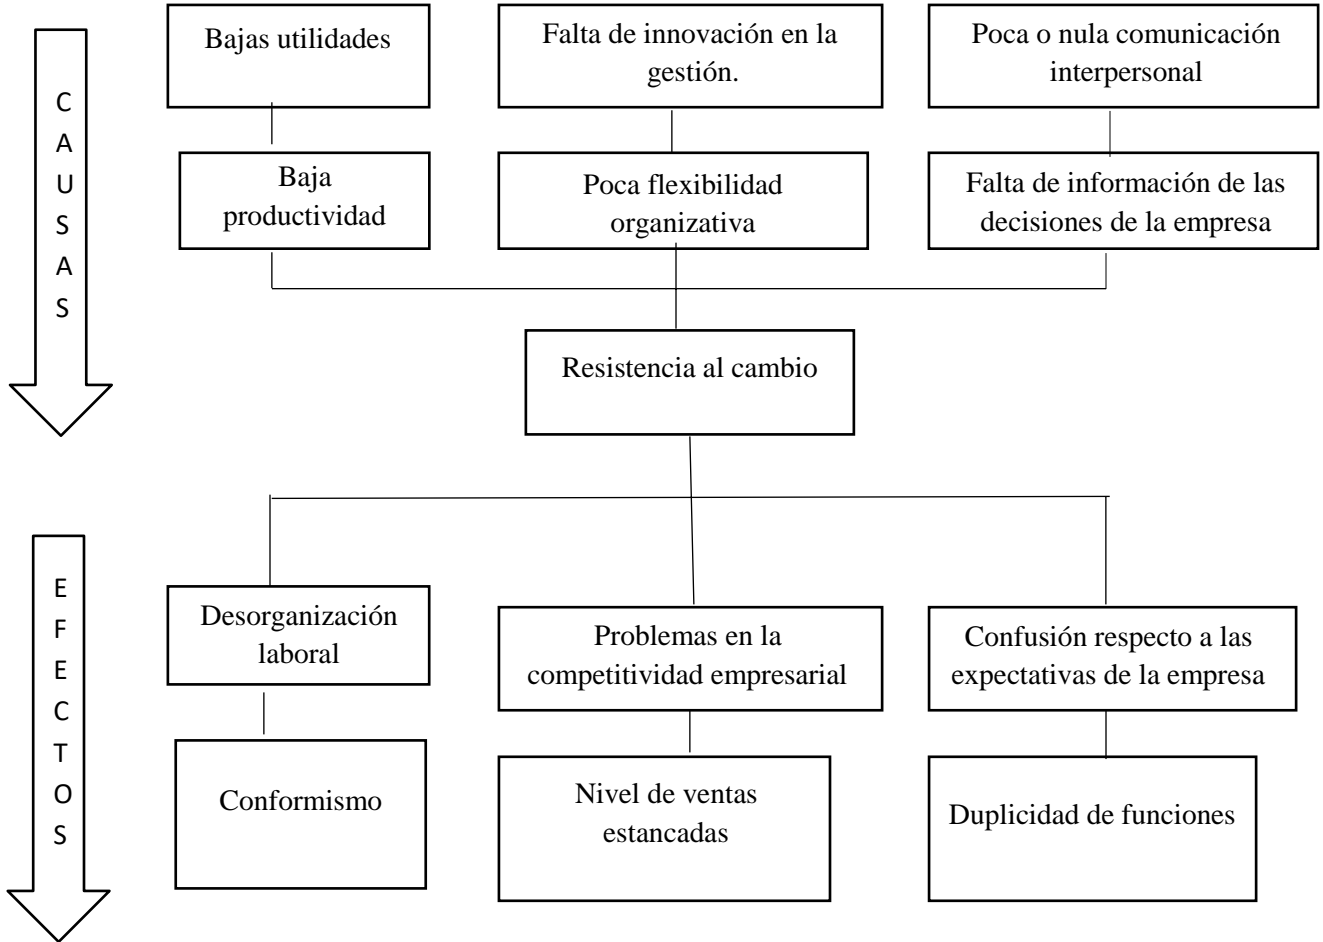 CAUSAS
Bajas utilidades
Falta de innovación en la
gestión.
Poca o nula comunicación
interpersonal
Baja
productividad
Poca flexibilidad
organizativa
Falta de información de las
decisiones de la empresa
Resistencia al cambio
EFECTOS
Desorganización
laboral
Problemas en la
competitividad empresarial
Confusión respecto a las
expectativas de la empresa
Conformismo
Nivel de ventas
estancadas
Duplicidad de funciones